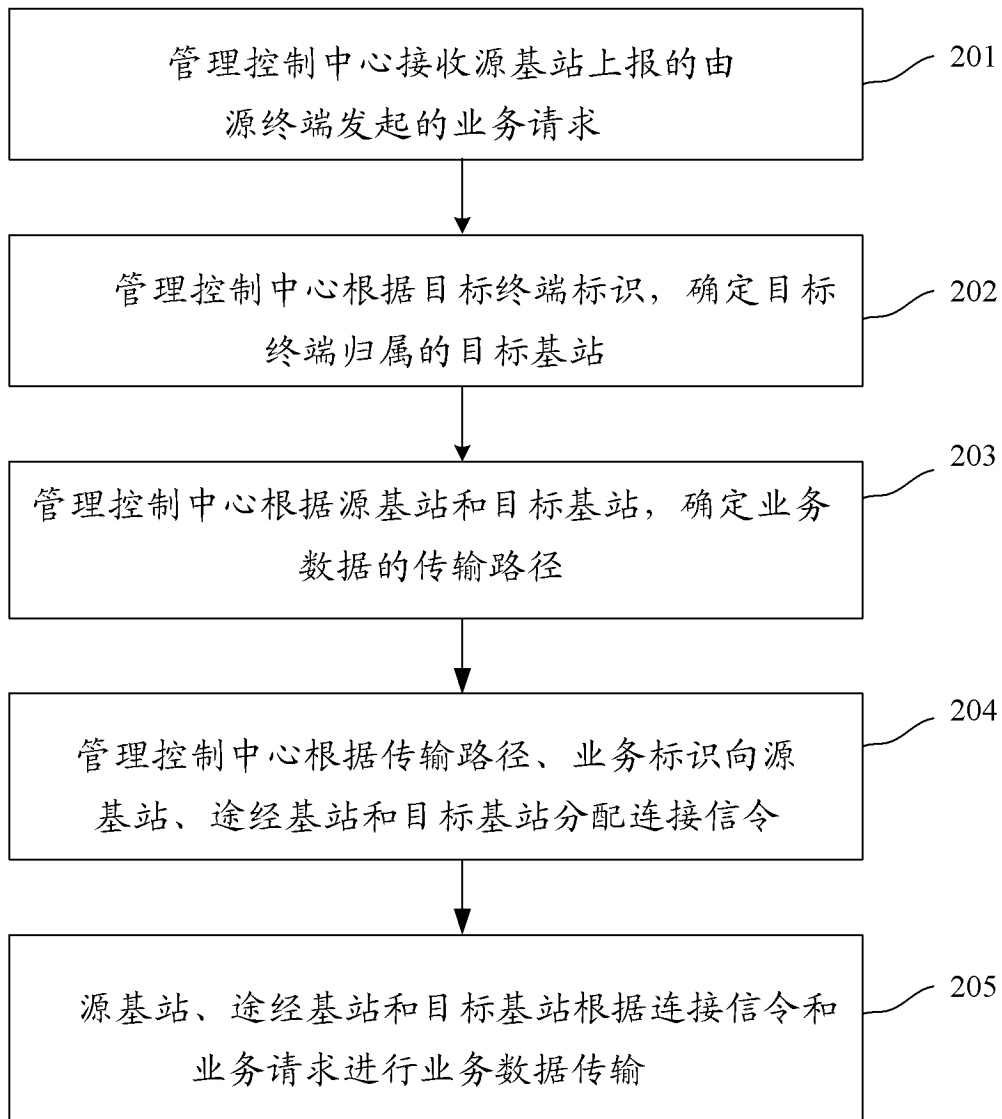 管理控制中心接收源基站上报的由
源终端发起的业务请求
201
管理控制中心根据目标终端标识，确定目标
终端归属的目标基站
202
管理控制中心根据源基站和目标基站，确定业务
数据的传输路径
203
管理控制中心根据传输路径、业务标识向源
基站、途经基站和目标基站分配连接信令
204
源基站、途经基站和目标基站根据连接信令和
业务请求进行业务数据传输
205